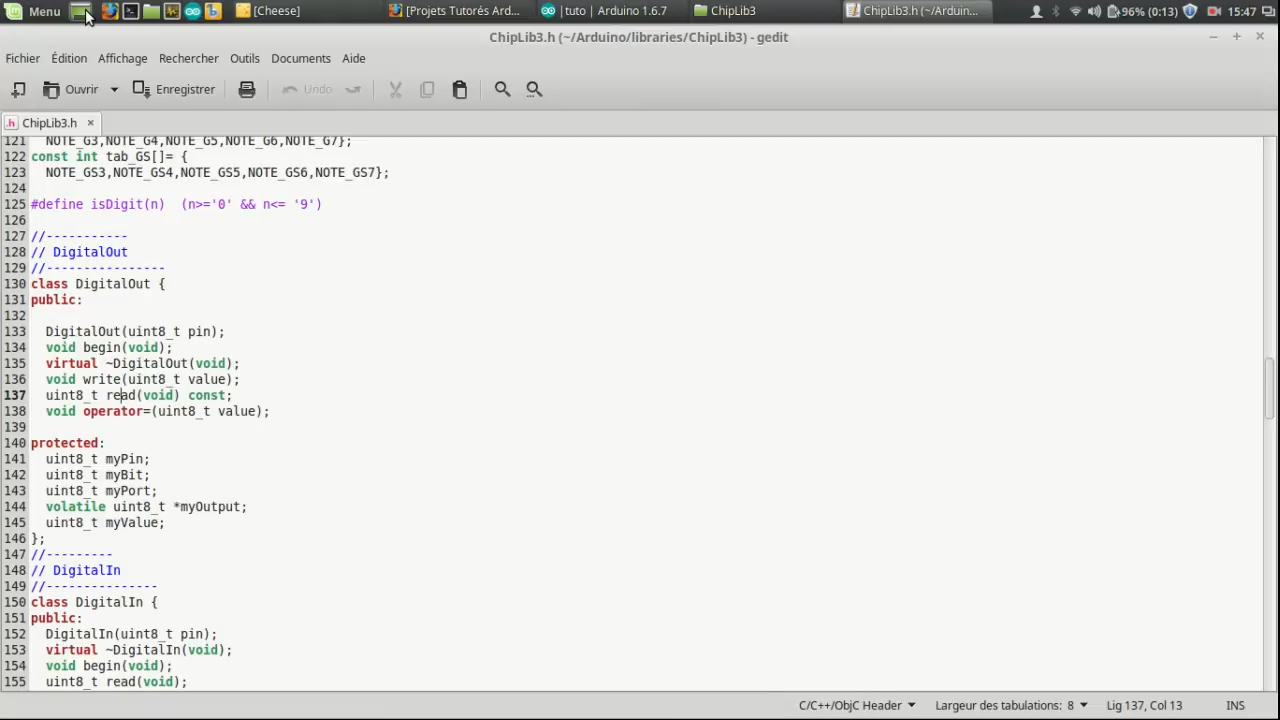 Menu [Cheese] [Projets Tutorés Ard... |tuo | Arduino 1.6.7 ChipLib3 ChipLib3.h (~/Arduin... 96% (0:13) 15:47
ChipLib3.h (~/Arduino/libraries/ChipLib3) - gedit
Fichier Édition Affichage Rechercher Outils Documents Aide
Ouvrir Enregistrer Undo
.h ChipLib3.h ×
121 NOTE_G3,NOTE_G4,NOTE_G5,NOTE_G6,NOTE_G7};
122 const int tab_GS[]= {
123 NOTE_GS3,NOTE_GS4,NOTE_GS5,NOTE_GS6,NOTE_GS7};
124
125 #define isDigit(n)  (n>='0' && n<= '9')
126
127 //-----------
128 // DigitalOut
129 //----------------
130 class DigitalOut {
131 public:
132
133 DigitalOut(uint8_t pin);
134 void begin(void);
135 virtual ~DigitalOut(void);
136 void write(uint8_t value);
137 uint8_t read(void) const;
138 void operator=(uint8_t value);
139
140 protected:
141 uint8_t myPin;
142 uint8_t myBit;
143 uint8_t myPort;
144 volatile uint8_t *myOutput;
145 uint8_t myValue;
146 };
147 //---------
148 // DigitalIn
149 //---------------
150 class DigitalIn {
151 public:
152 DigitalIn(uint8_t pin);
153 virtual ~DigitalIn(void);
154 void begin(void);
155 uint8_t read(void);
C/C++/ObjC Header Largeur des tabulations: 8 Lig 137, Col 13 INS